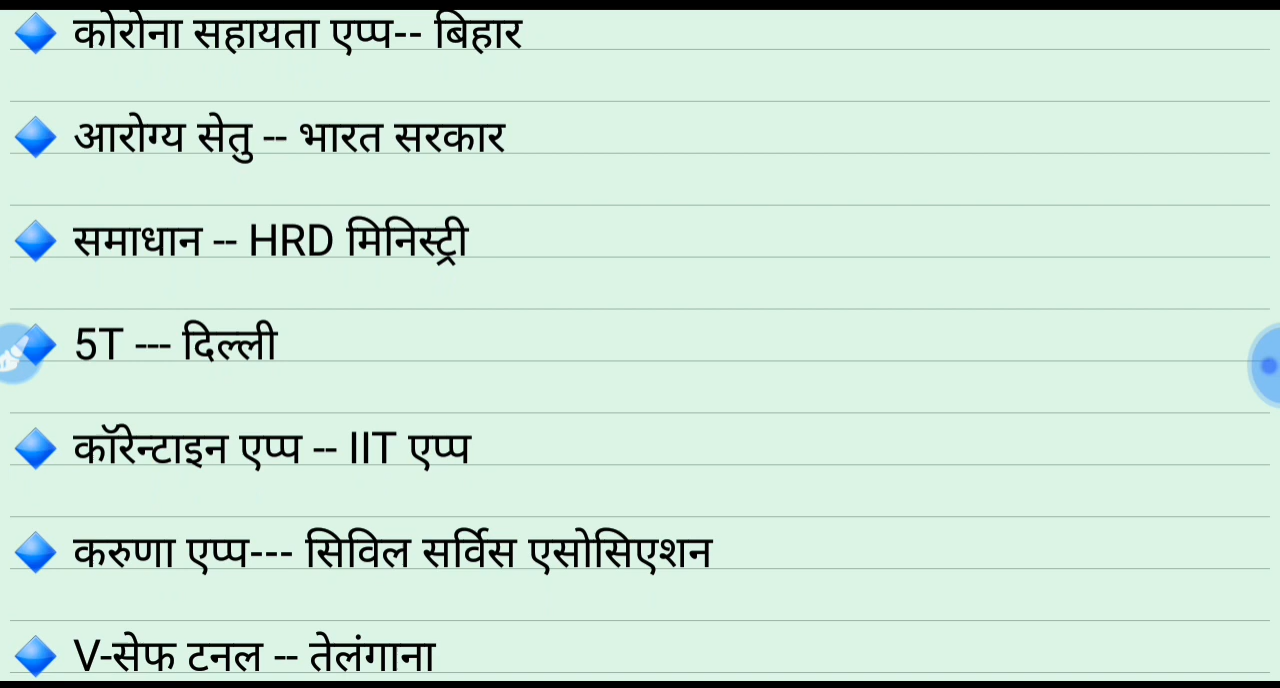 कोरोना सहायता एप्प-- बिहार
आरोग्य सेतु -- भारत सरकार
समाधान -- HRD मिनिस्ट्री
5T --- दिल्ली
कॉरेन्टाइन एप्प -- IIT एप्प
करुणा एप्प--- सिविल सर्विस एसोसिएशन
V-सेफ टनल -- तेलंगाना